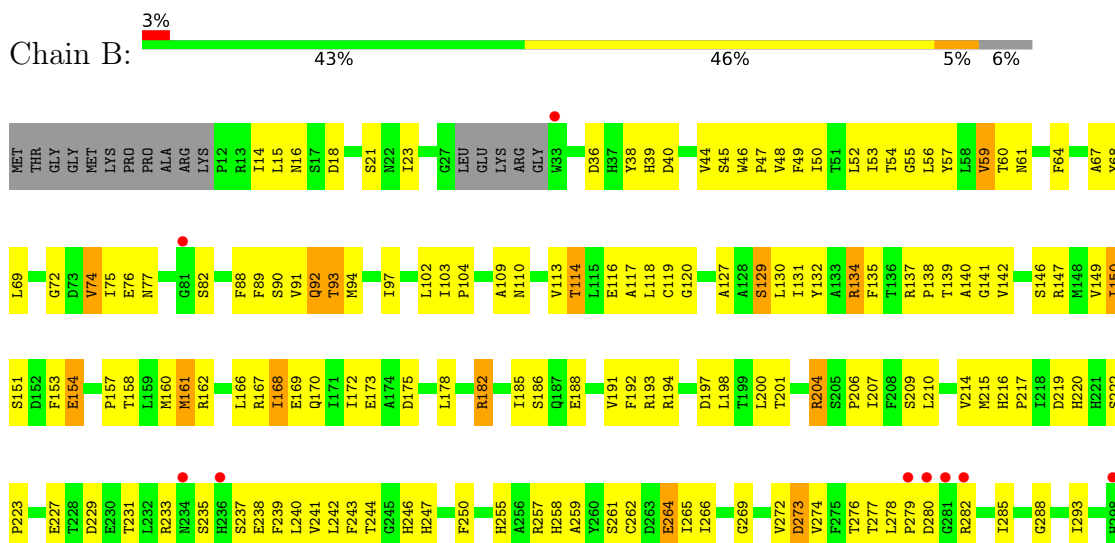 3%
Chain B:
43% 46% 5% 6%
MET THR GLY GLY MET LYS PRO PRO ALA ARG LYS P12 R13 I14 L15 N16 S17 D18 S21 N22 I23 G27 LEU GLU LYS ARG GLY W33 D36 H37 Y38 H39 D40 V44 S45 W46 P47 V48 F49 I50 T51 L52 I53 T54 G55 L56 Y57 L58 V59 T60 N61 F64 A67 Y68
L69 G72 D73 V74 I75 E76 N77 G81 S82 F88 F89 S90 V91 Q92 T93 M94 I97 L102 I103 P104 A109 N110 V113 T114 L115 E116 A117 L118 C119 G120 A127 A128 S129 L130 I131 Y132 A133 R134 F135 T136 R137 P138 T139 A140 G141 V142 S146 R147 M148 V149 I150
S151 D152 F153 E154 P157 T158 L159 M160 M161 R162 L166 R167 I168 E169 Q170 I171 I172 E173 A174 D175 L178 R182 I185 S186 Q187 E188 V191 F192 R193 R194 D197 L198 T199 L200 T201 R204 S205 P206 I207 F208 S209 L210 V214 M215 H216 P217 I218 D219 H220 H221 S222
P223 E227 T228 D229 E230 T231 L232 R233 N234 S235 H236 S237 E238 F239 L240 V241 L242 F243 T244 G245 H246 H247 F250 H255 A256 R257 H258 A259 Y260 S261 C262 D263 E264 I265 I266 G269 V272 D273 V274 F275 T276 T277 L278 P279 D280 G281 R282 I285 G288 I293